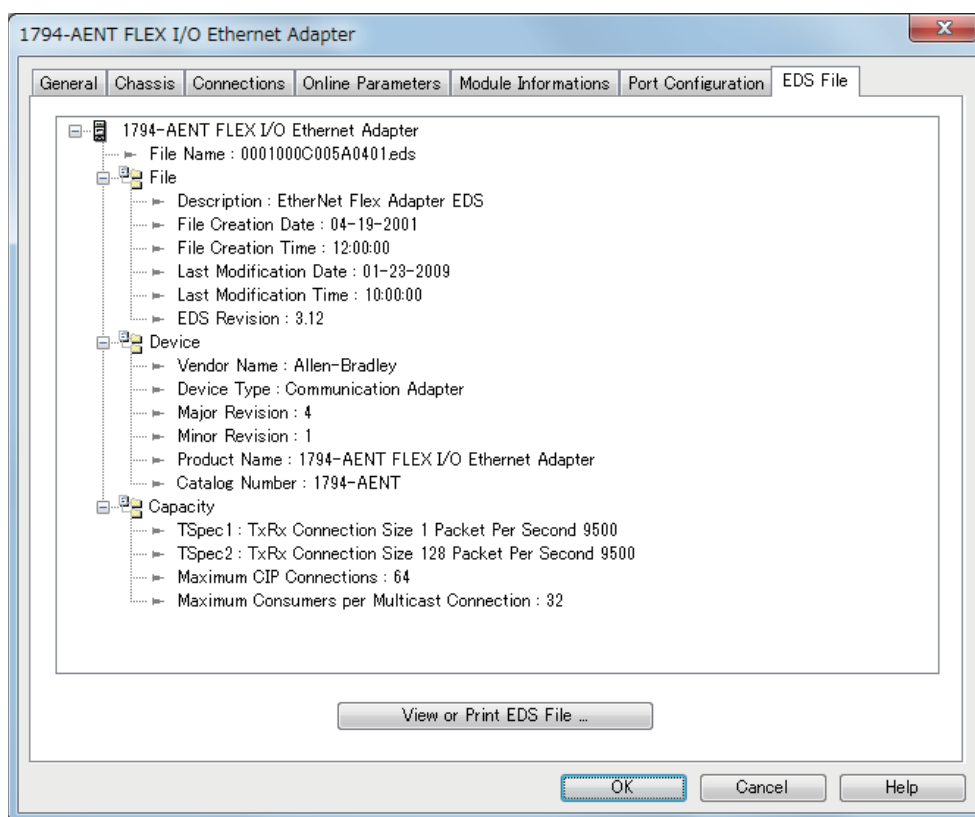 1794-AENT FLEX I/O Ethernet Adapter
General Chassis Connections Online Parameters Module Informations Port Configuration EDS File
1794-AENT FLEX I/O Ethernet Adapter
File Name : 0001000C005A0401.eds
File
Description : EtherNet Flex Adapter EDS
File Creation Date : 04-19-2001
File Creation Time : 12:00:00
Last Modification Date : 01-23-2009
Last Modification Time : 10:00:00
EDS Revision : 3.12
Device
Vendor Name : Allen-Bradley
Device Type : Communication Adapter
Major Revision : 4
Minor Revision : 1
Product Name : 1794-AENT FLEX I/O Ethernet Adapter
Catalog Number : 1794-AENT
Capacity
TSpec1 : TxRx Connection Size 1 Packet Per Second 9500
TSpec2 : TxRx Connection Size 128 Packet Per Second 9500
Maximum CIP Connections : 64
Maximum Consumers per Multicast Connection : 32
View or Print EDS File ...
OK Cancel Help